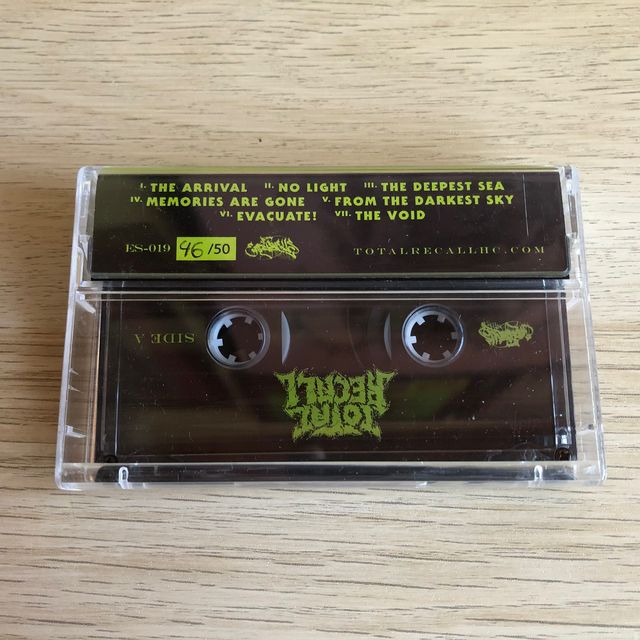 I. THE ARRIVAL II. NO LIGHT III. THE DEEPEST SEA
IV. MEMORIES ARE GONE V. FROM THE DARKEST SKY
VI. EVACUATE! VII. THE VOID
ES-019 46/50 TOTALRECALLHC.COM
SIDE A
TOTAL
RECALL